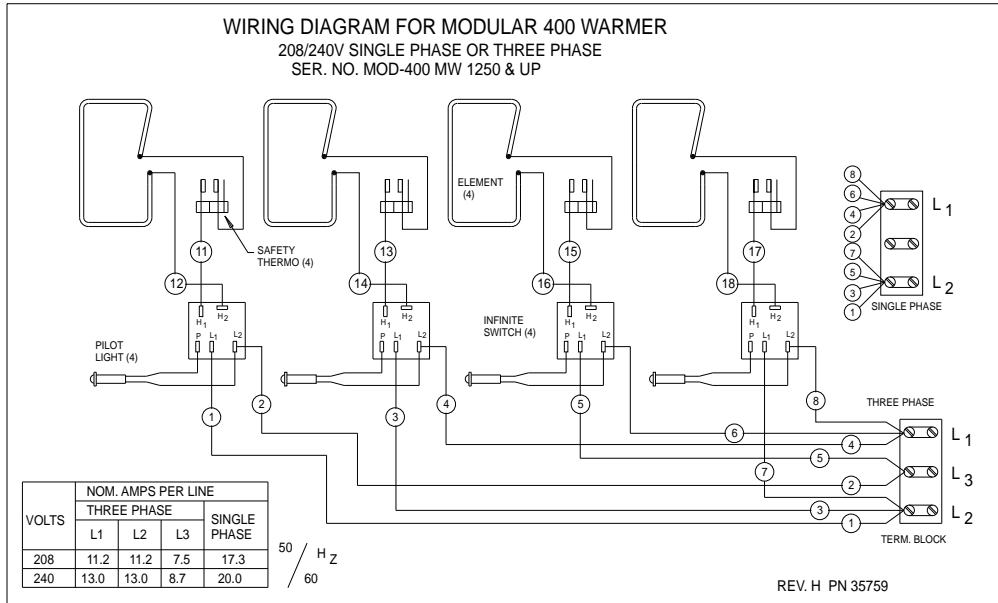 WIRING DIAGRAM FOR MODULAR 400 WARMER
208/240V SINGLE PHASE OR THREE PHASE
SER. NO. MOD-400 MW 1250 & UP
ELEMENT
(4)
SAFETY
THERMO (4)
11
12
13
14
15
16
17
18
8
6
4
2
7
5
3
1
L1
L2
SINGLE PHASE
H1
H2
P
L1
L2
H1
H2
P
L1
L2
H1
H2
P
L1
L2
H1
H2
P
L1
L2
INFINITE
SWITCH (4)
PILOT
LIGHT (4)
1
2
3
4
5
6
7
8
THREE PHASE
4
5
2
3
1
L1
L3
L2
TERM. BLOCK
VOLTS
NOM. AMPS PER LINE
THREE PHASE
SINGLE
PHASE
L1 L2 L3
208 11.2 11.2 7.5 17.3
240 13.0 13.0 8.7 20.0
50 / 60 HZ
REV. H PN 35759